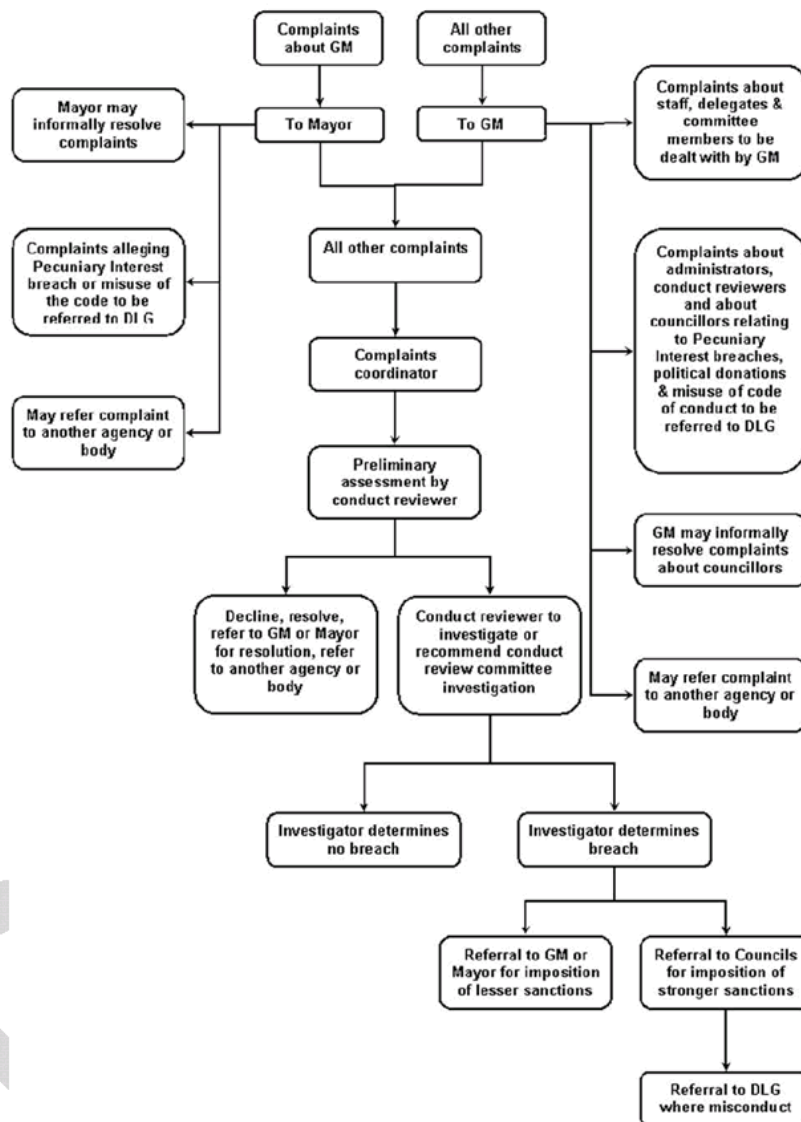 Complaints
about GM
All other
complaints
Mayor may
informally resolve
complaints
To Mayor
To GM
Complaints about
staff, delegates &
committee
members to be
dealt with by GM
Complaints alleging
Pecuniary Interest
breach or misuse of
the code to be
referred to DLG
All other complaints
Complaints about
administrators,
conduct reviewers
and about
councillors relating
to Pecuniary
Interest breaches,
political donations
& misuse of code
of conduct to be
referred to DLG
Complaints
coordinator
May refer complaint
to another agency or
body
Preliminary
assessment by
conduct reviewer
GM may informally
resolve complaints
about councillors
Decline, resolve,
refer to GM or Mayor
for resolution, refer
to another agency or
body
Conduct reviewer to
investigate or
recommend conduct
review committee
investigation
May refer complaint
to another agency or
body
Investigator determines
no breach
Investigator determines
breach
Referral to GM or
Mayor for imposition
of lesser sanctions
Referral to Councils
for imposition of
stronger sanctions
Referral to DLG
where misconduct